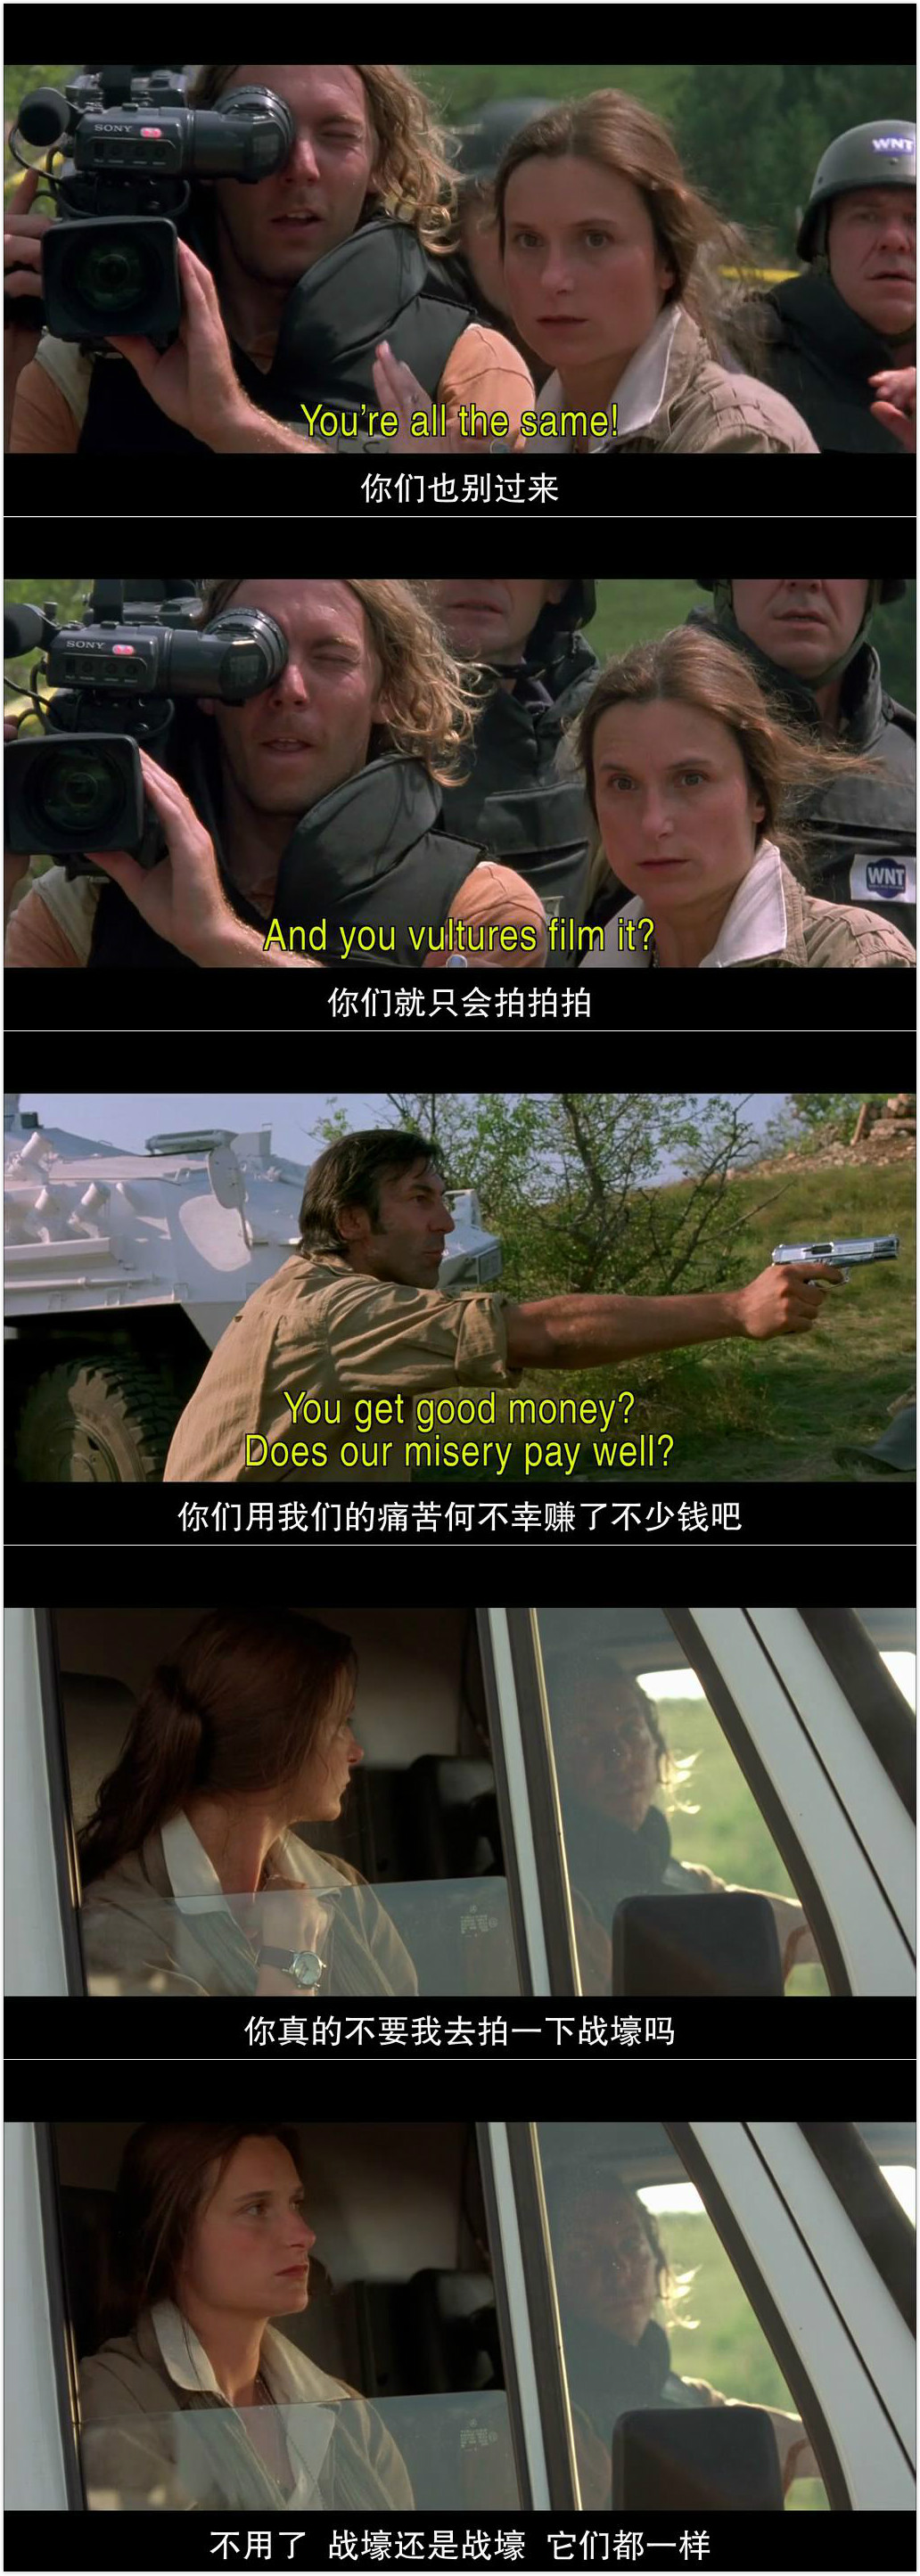 SONY
WNT
You're all the same!
你们也别过来
SONY
WNT
And you vultures film it?
你们就只会拍拍拍
You get good money?
Does our misery pay well?
你们用我们的痛苦何不幸赚了不少钱吧
你真的不要我去拍一下战壕吗
不用了 战壕还是战壕 它们都一样